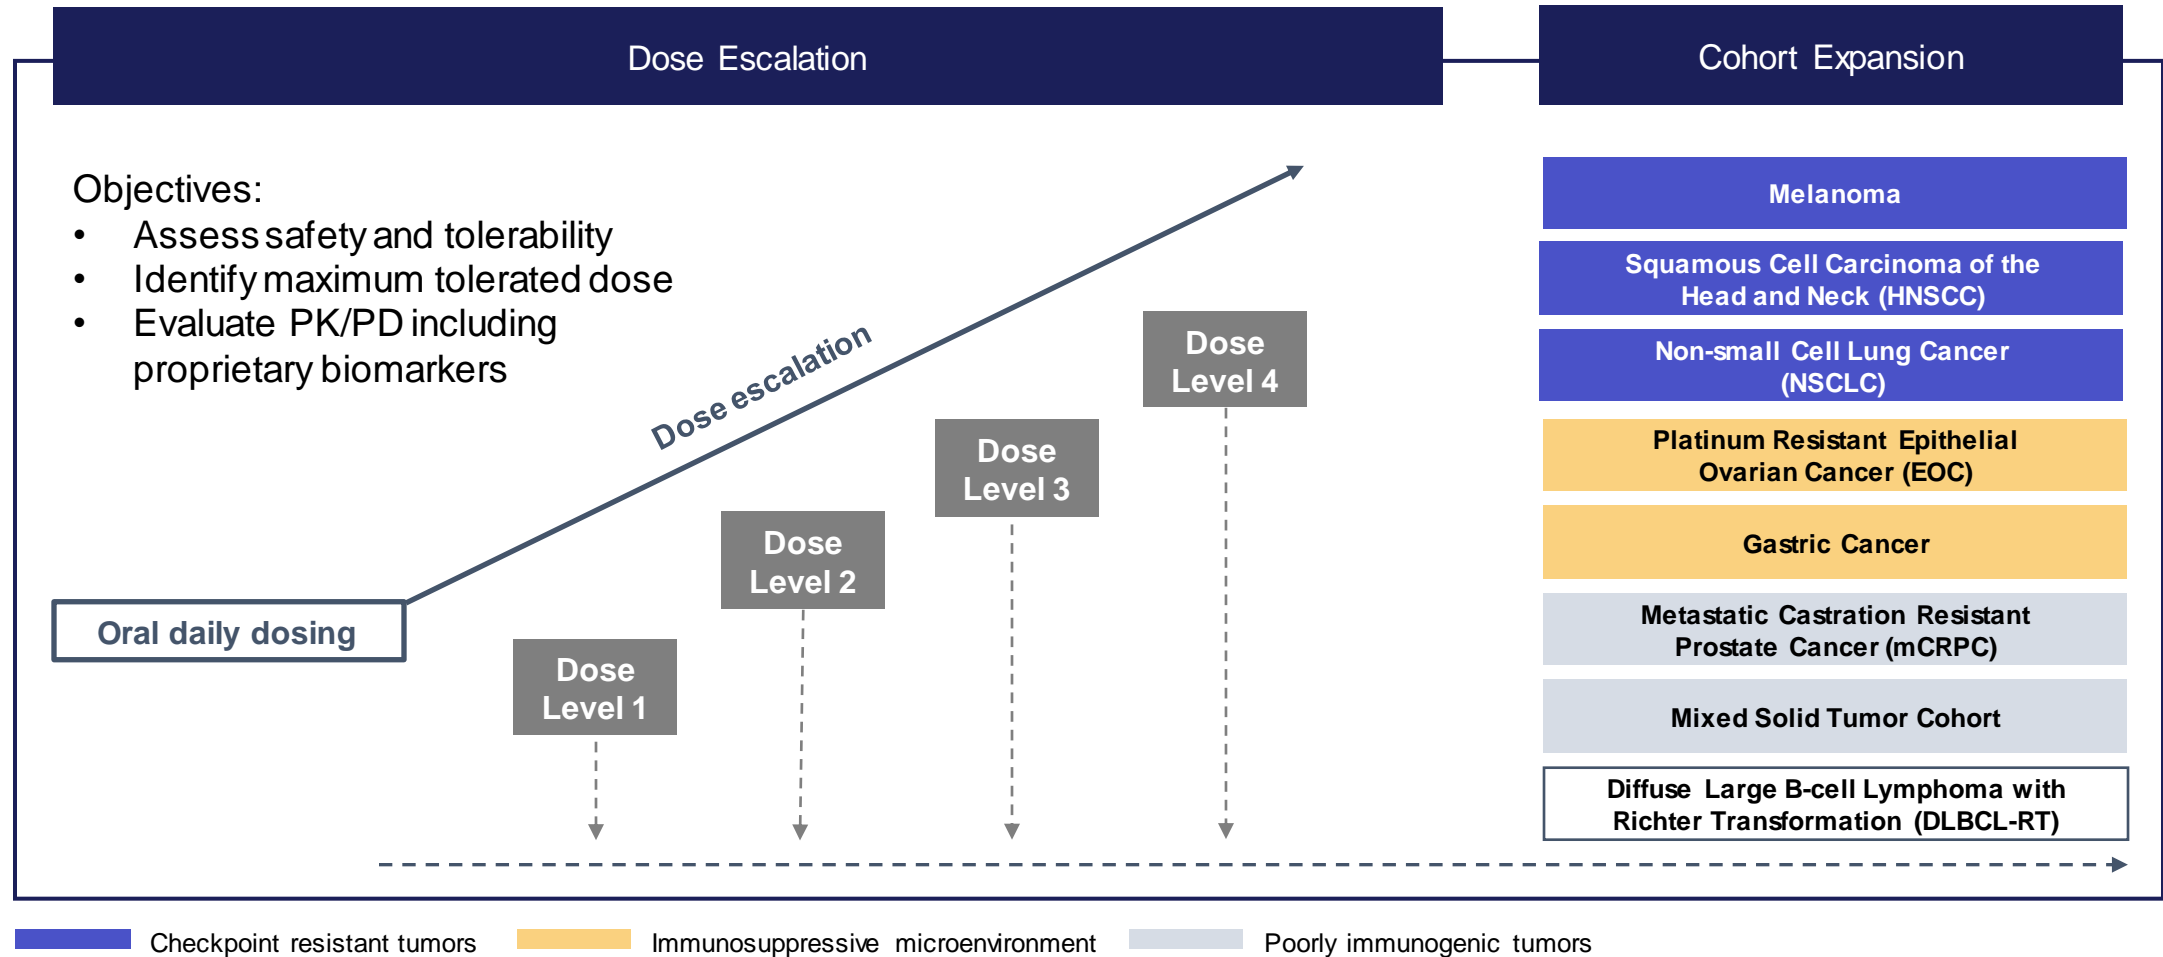 Dose Escalation
Cohort Expansion
Objectives:
• Assess safety and tolerability
• Identify maximum tolerated dose
• Evaluate PK/PD including
proprietary biomarkers
Dose escalation
Oral daily dosing
Dose
Level 1
Dose
Level 2
Dose
Level 3
Dose
Level 4
Melanoma
Squamous Cell Carcinoma of the
Head and Neck (HNSCC)
Non-small Cell Lung Cancer
(NSCLC)
Platinum Resistant Epithelial
Ovarian Cancer (EOC)
Gastric Cancer
Metastatic Castration Resistant
Prostate Cancer (mCRPC)
Mixed Solid Tumor Cohort
Diffuse Large B-cell Lymphoma with
Richter Transformation (DLBCL-RT)
Checkpoint resistant tumors
Immunosuppressive microenvironment
Poorly immunogenic tumors